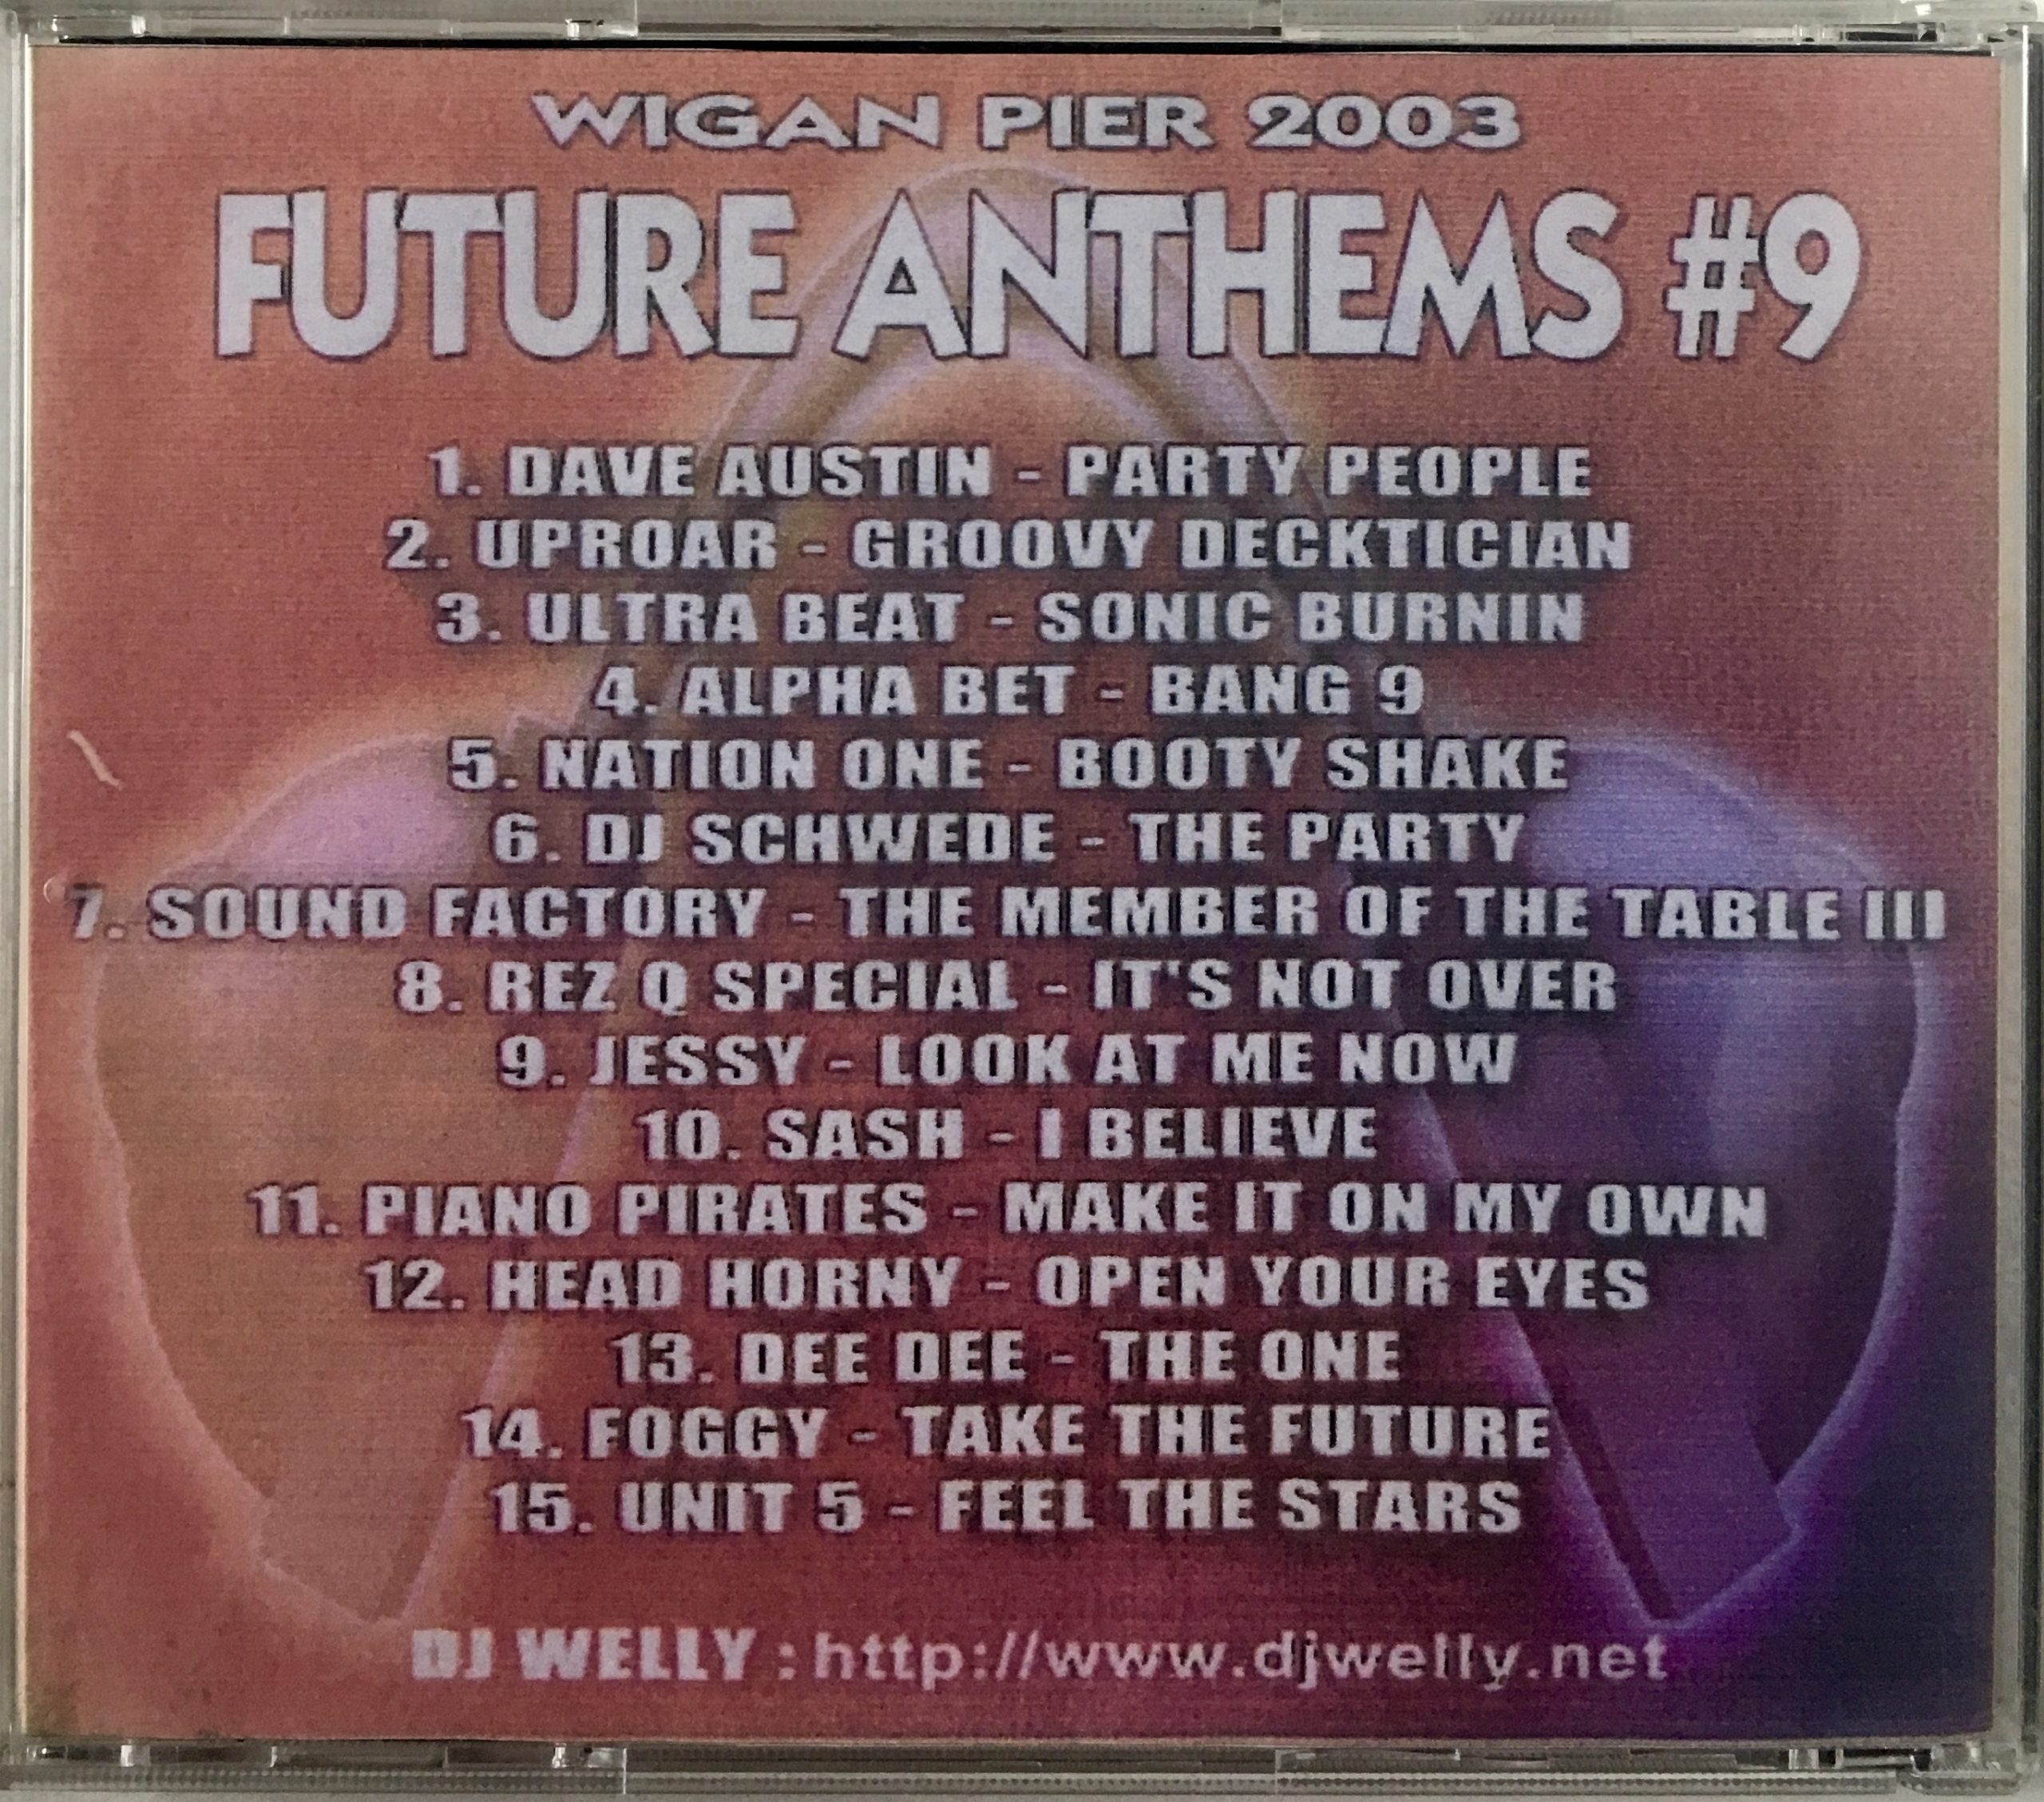 WIGAN PIER 2003
FUTURE ANTHEMS #9
1. DAVE AUSTIN - PARTY PEOPLE
2. UPROAR - GROOVY DECKTICIAN
3. ULTRA BEAT - SONIC BURNIN
4. ALPHA BET - BANG 9
5. NATION ONE - BOOTY SHAKE
6. DJ SCHWEDE - THE PARTY
7. SOUND FACTORY - THE MEMBER OF THE TABLE III
8. REZ Q SPECIAL - IT'S NOT OVER
9. JESSY - LOOK AT ME NOW
10. SASH - I BELIEVE
11. PIANO PIRATES - MAKE IT ON MY OWN
12. HEAD HORNY - OPEN YOUR EYES
13. DEE DEE - THE ONE
14. FOGGY - TAKE THE FUTURE
15. UNIT 5 - FEEL THE STARS
DJ WELLY : http://www.djwelly.net